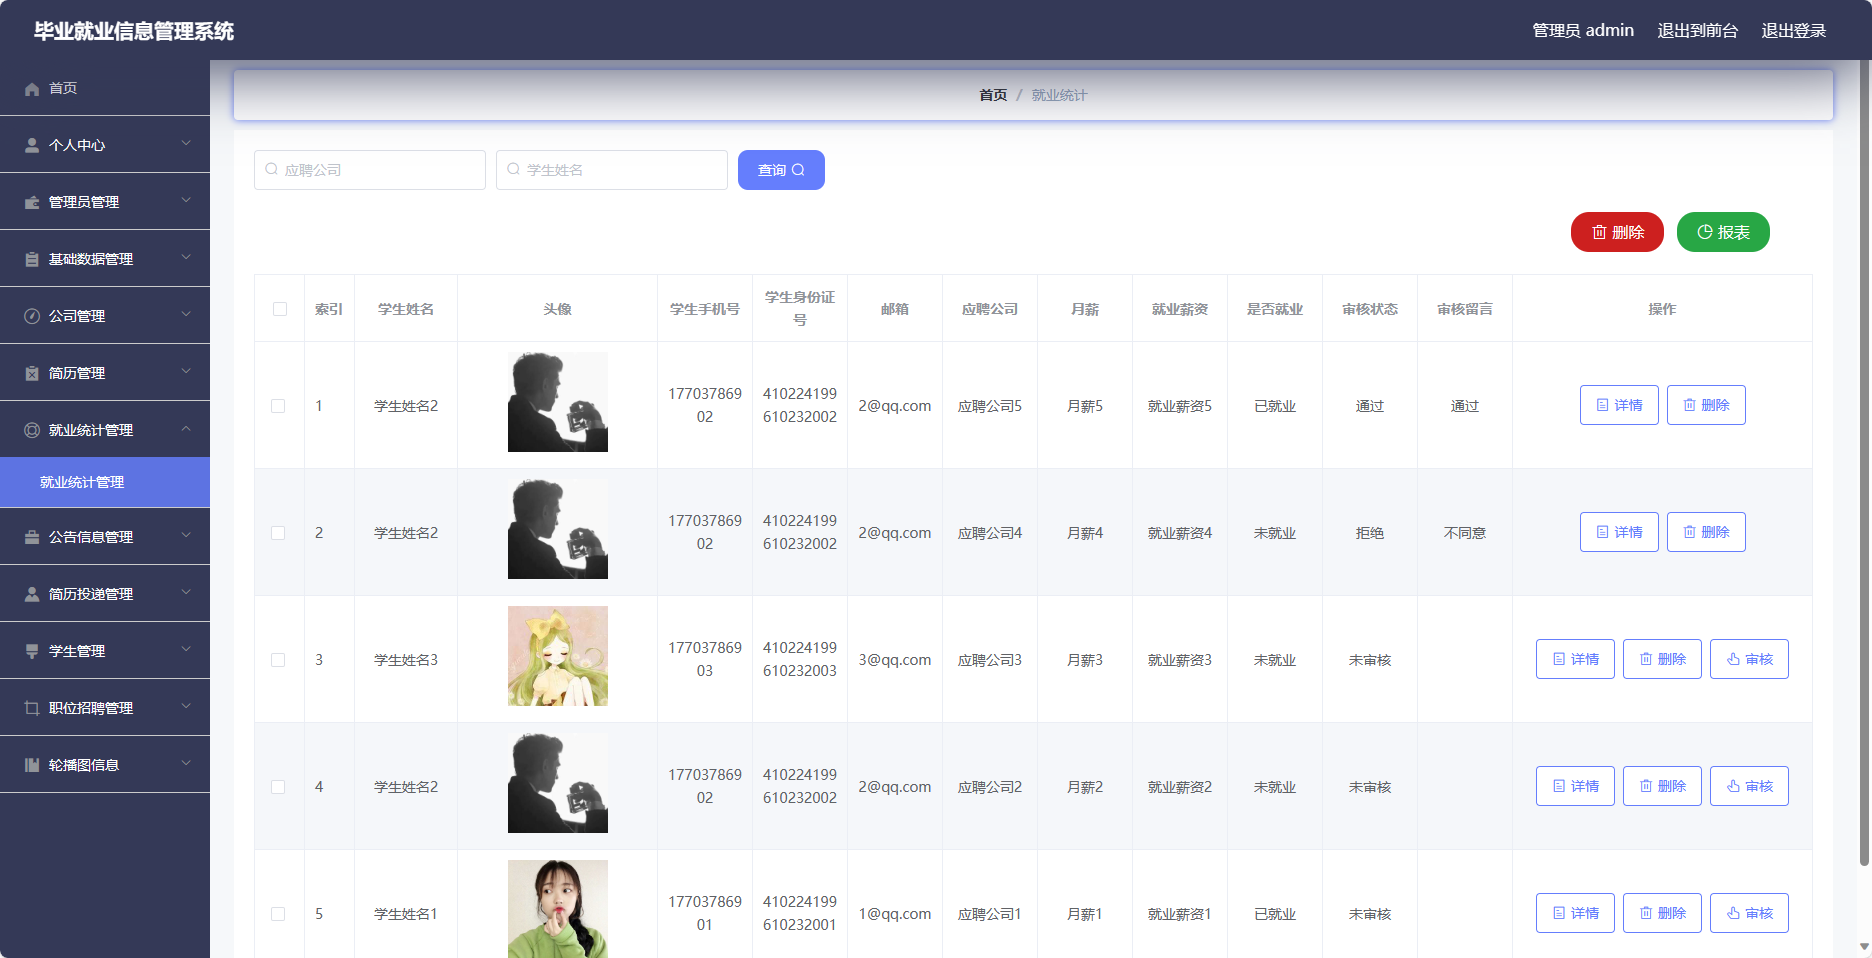 毕业就业信息管理系统
管理员 admin 退出到前台 退出登录
首页
个人中心
管理员管理
基础数据管理
公司管理
简历管理
就业统计管理
就业统计管理
公告信息管理
简历投递管理
学生管理
职位招聘管理
轮播图信息
首页 / 就业统计
应聘公司 学生姓名 查询
删除 报表
索引 学生姓名 头像 学生手机号 学生身份证号 邮箱 应聘公司 月薪 就业薪资 是否就业 审核状态 审核留言 操作
1 学生姓名2 17703786902 410224199610232002 2@qq.com 应聘公司5 月薪5 就业薪资5 已就业 通过 通过 详情 删除
2 学生姓名2 17703786902 410224199610232002 2@qq.com 应聘公司4 月薪4 就业薪资4 未就业 拒绝 不同意 详情 删除
3 学生姓名3 17703786903 410224199610232003 3@qq.com 应聘公司3 月薪3 就业薪资3 未就业 未审核 详情 删除 审核
4 学生姓名2 17703786902 410224199610232002 2@qq.com 应聘公司2 月薪2 就业薪资2 未就业 未审核 详情 删除 审核
5 学生姓名1 17703786901 410224199610232001 1@qq.com 应聘公司1 月薪1 就业薪资1 已就业 未审核 详情 删除 审核